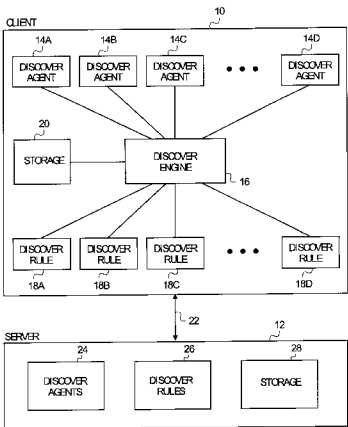 CLIENT
10
14A 14B 14C 14D
DISCOVER AGENT DISCOVER AGENT DISCOVER AGENT DISCOVER AGENT
20
STORAGE
DISCOVER ENGINE
16
DISCOVER RULE DISCOVER RULE DISCOVER RULE DISCOVER RULE
18A 18B 18C 18D
22
SERVER
12
24 26 28
DISCOVER AGENTS DISCOVER RULES STORAGE